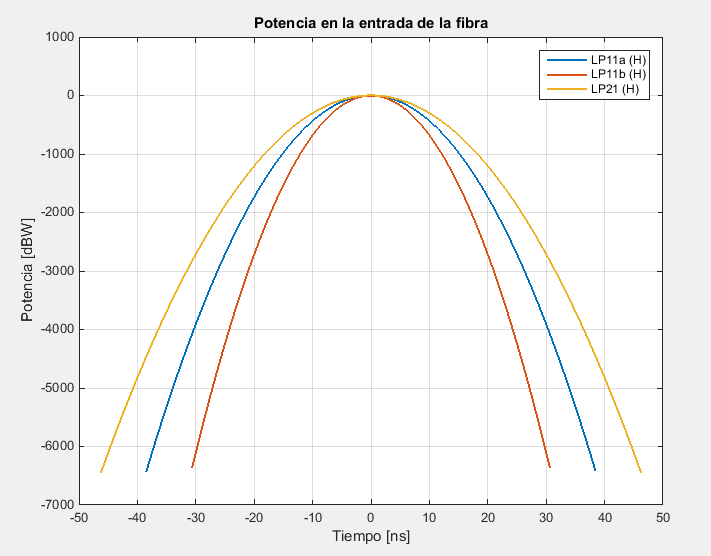 Potencia en la entrada de la fibra
LP11a (H)
LP11b (H)
LP21 (H)
Potencia [dBW]
1000
0
-1000
-2000
-3000
-4000
-5000
-6000
-7000
-50 -40 -30 -20 -10 0 10 20 30 40 50
Tiempo [ns]